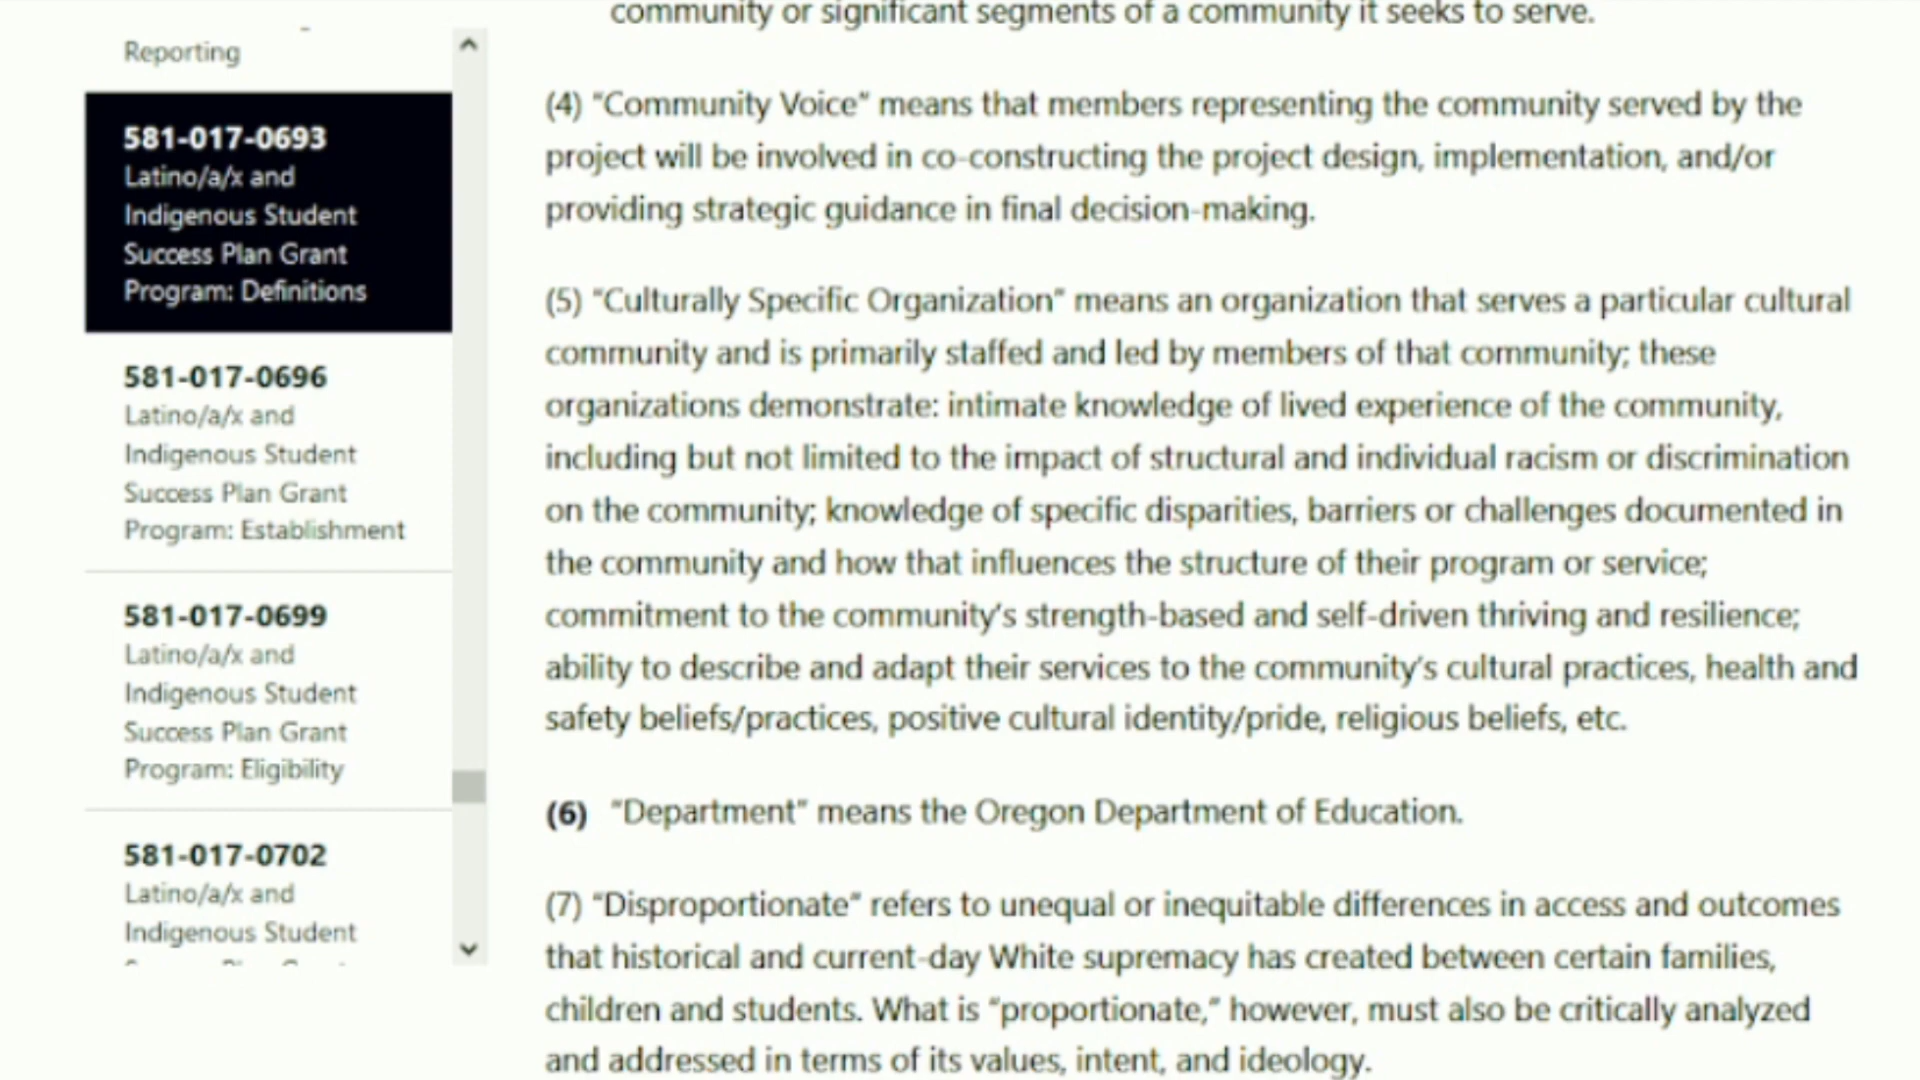 Reporting
581-017-0693
Latino/a/x and
Indigenous Student
Success Plan Grant
Program: Definitions
581-017-0696
Latino/a/x and
Indigenous Student
Success Plan Grant
Program: Establishment
581-017-0699
Latino/a/x and
Indigenous Student
Success Plan Grant
Program: Eligibility
581-017-0702
Latino/a/x and
Indigenous Student
community or significant segments of a community it seeks to serve.
(4) “Community Voice” means that members representing the community served by the
project will be involved in co-constructing the project design, implementation, and/or
providing strategic guidance in final decision-making.
(5) “Culturally Specific Organization” means an organization that serves a particular cultural
community and is primarily staffed and led by members of that community; these
organizations demonstrate: intimate knowledge of lived experience of the community,
including but not limited to the impact of structural and individual racism or discrimination
on the community; knowledge of specific disparities, barriers or challenges documented in
the community and how that influences the structure of their program or service;
commitment to the community’s strength-based and self-driven thriving and resilience;
ability to describe and adapt their services to the community’s cultural practices, health and
safety beliefs/practices, positive cultural identity/pride, religious beliefs, etc.
(6) “Department” means the Oregon Department of Education.
(7) “Disproportionate” refers to unequal or inequitable differences in access and outcomes
that historical and current-day White supremacy has created between certain families,
children and students. What is “proportionate,” however, must also be critically analyzed
and addressed in terms of its values, intent, and ideology.